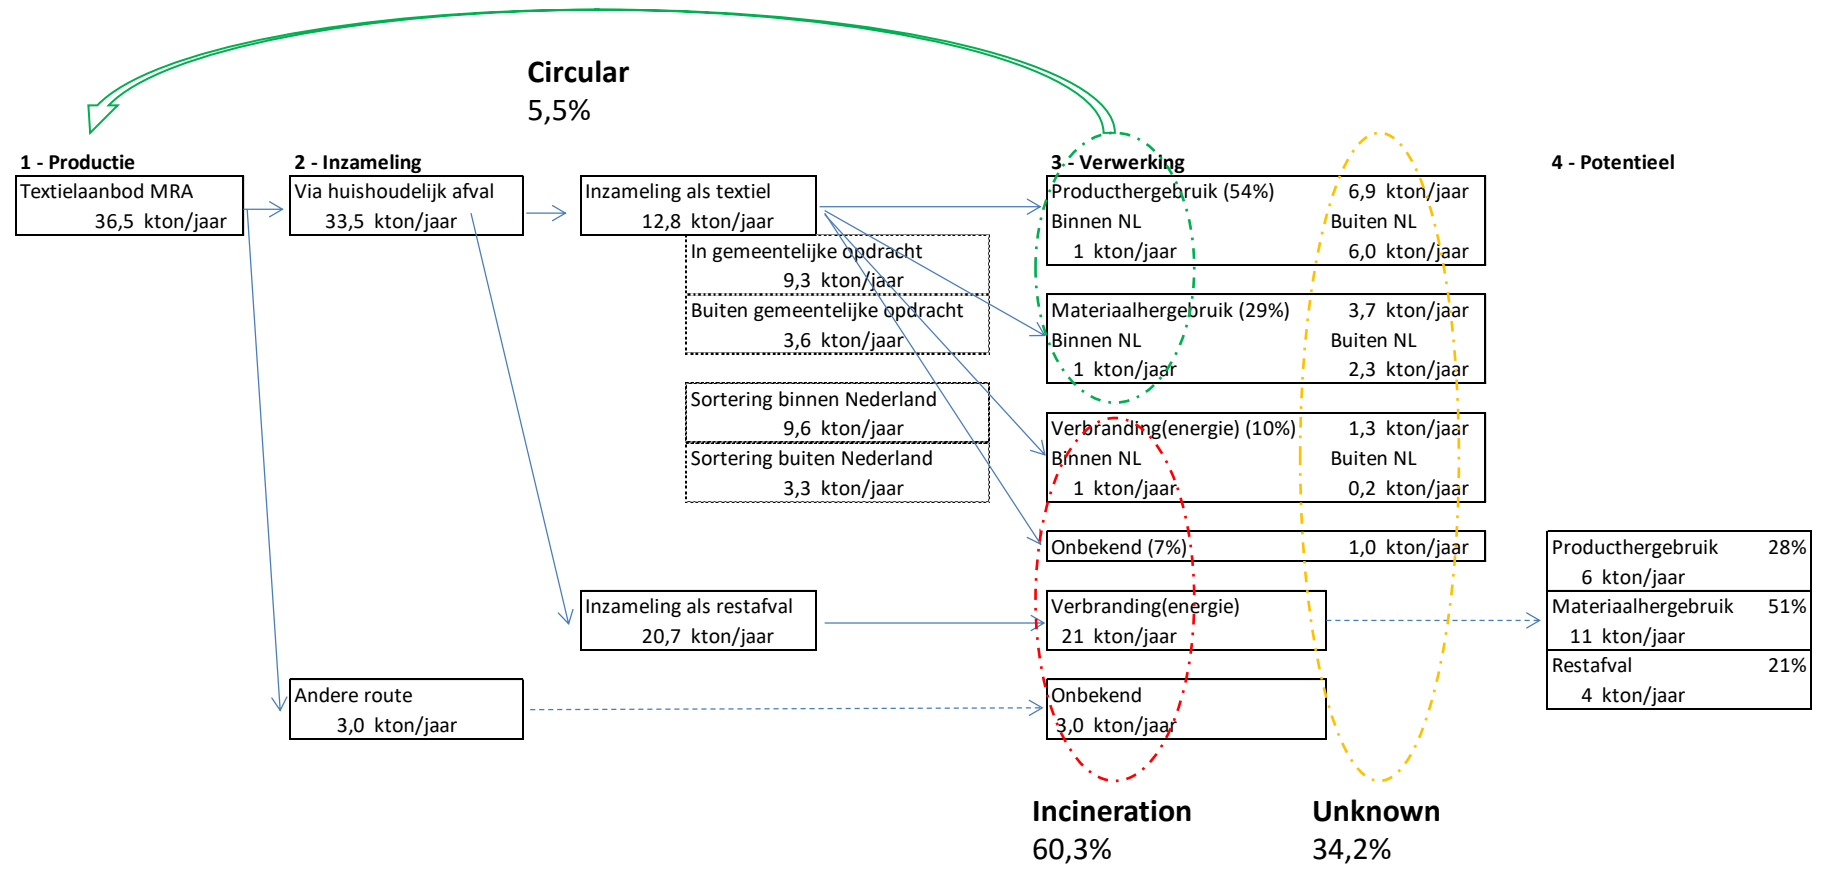 Circular
5,5%
1 - Productie
Textielaanbod MRA
36,5 kton/jaar
2 - Inzameling
Via huishoudelijk afval
33,5 kton/jaar
Inzameling als textiel
12,8 kton/jaar
In gemeentelijke opdracht
9,3 kton/jaar
Buiten gemeentelijke opdracht
3,6 kton/jaar
Sortering binnen Nederland
9,6 kton/jaar
Sortering buiten Nederland
3,3 kton/jaar
Inzameling als restafval
20,7 kton/jaar
Andere route
3,0 kton/jaar
3 - Verwerking
Producthergebruik (54%) 6,9 kton/jaar
Binnen NL Buiten NL
1 kton/jaar 6,0 kton/jaar
Materiaalhergebruik (29%) 3,7 kton/jaar
Binnen NL Buiten NL
1 kton/jaar 2,3 kton/jaar
Verbranding(energie) (10%) 1,3 kton/jaar
Binnen NL Buiten NL
1 kton/jaar 0,2 kton/jaar
Onbekend (7%) 1,0 kton/jaar
Verbranding(energie)
21 kton/jaar
Onbekend
3,0 kton/jaar
4 - Potentieel
Producthergebruik 28%
6 kton/jaar
Materiaalhergebruik 51%
11 kton/jaar
Restafval 21%
4 kton/jaar
Incineration
60,3%
Unknown
34,2%